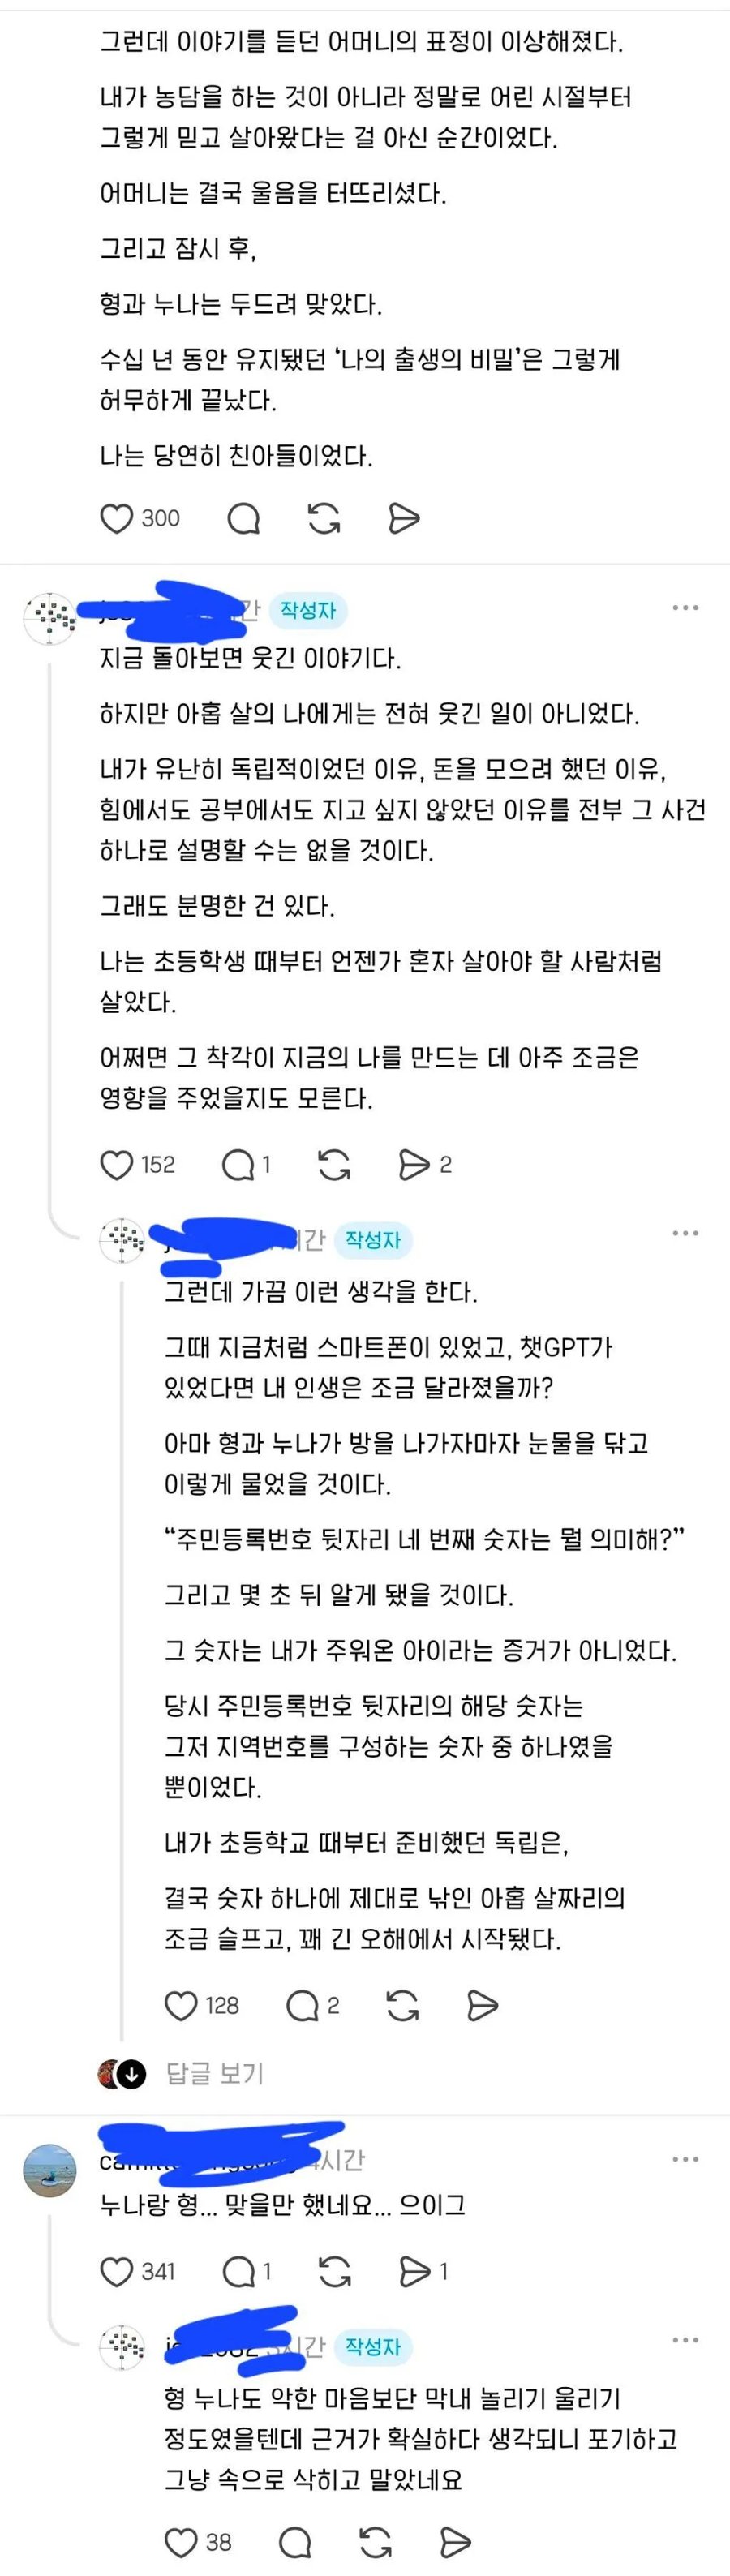 그런데 이야기를 듣던 어머니의 표정이 이상해졌다.
내가 농담을 하는 것이 아니라 정말로 어린 시절부터
그렇게 믿고 살아왔다는 걸 아신 순간이었다.
어머니는 결국 울음을 터뜨리셨다.
그리고 잠시 후,
형과 누나는 두드려 맞았다.
수십 년 동안 유지됐던 ‘나의 출생의 비밀’은 그렇게
허무하게 끝났다.
나는 당연히 친아들이었다.
300
간 작성자
지금 돌아보면 웃긴 이야기다.
하지만 아홉 살의 나에게는 전혀 웃긴 일이 아니었다.
내가 유난히 독립적이었던 이유, 돈을 모으려 했던 이유,
힘에서도 공부에서도 지고 싶지 않았던 이유를 전부 그 사건
하나로 설명할 수는 없을 것이다.
그래도 분명한 건 있다.
나는 초등학생 때부터 언젠가 혼자 살아야 할 사람처럼
살았다.
어쩌면 그 착각이 지금의 나를 만드는 데 아주 조금은
영향을 주었을지도 모른다.
152 1 2
시간 작성자
그런데 가끔 이런 생각을 한다.
그때 지금처럼 스마트폰이 있었고, 챗GPT가
있었다면 내 인생은 조금 달라졌을까?
아마 형과 누나가 방을 나가자마자 눈물을 닦고
이렇게 물었을 것이다.
“주민등록번호 뒷자리 네 번째 숫자는 뭘 의미해?”
그리고 몇 초 뒤 알게 됐을 것이다.
그 숫자는 내가 주워온 아이라는 증거가 아니었다.
당시 주민등록번호 뒷자리의 해당 숫자는
그저 지역번호를 구성하는 숫자 중 하나였을
뿐이었다.
내가 초등학교 때부터 준비했던 독립은,
결국 숫자 하나에 제대로 낚인 아홉 살짜리의
조금 슬프고, 꽤 긴 오해에서 시작됐다.
128 2
답글 보기
4시간
누나랑 형... 맞을만 했네요... 으이그
341 1 1
3시간 작성자
형 누나도 악한 마음보단 막내 놀리기 울리기
정도였을텐데 근거가 확실하다 생각되니 포기하고
그냥 속으로 삭히고 말았네요
38